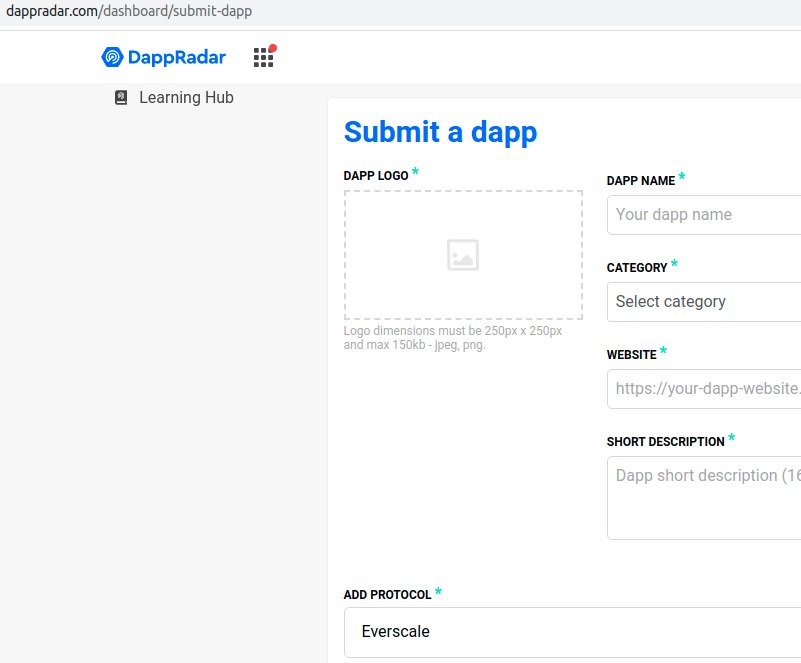 dappradar.com/dashboard/submit-dapp
DappRadar
Learning Hub
Submit a dapp
DAPP LOGO *
Logo dimensions must be 250px x 250px
and max 150kb - jpeg, png.
DAPP NAME *
Your dapp name
CATEGORY *
Select category
WEBSITE *
https://your-dapp-website.
SHORT DESCRIPTION *
Dapp short description (16
ADD PROTOCOL *
Everscale